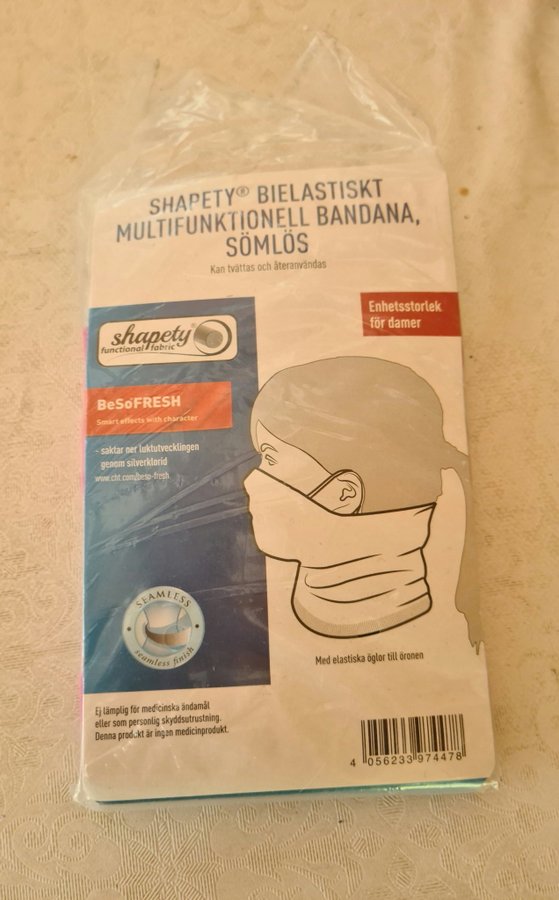 SHAPETY® BIELASTISKT
MULTIFUNKTIONELL BANDANA,
SÖMLÖS
Kan tvättas och återanvändas
Enhetsstorlek
för damer
shapety®
functional fabric
BeSoFRESH
Smart effects with character
- saktar ner luktutvecklingen
genom silverklorid
www.cht.com/beso-fresh
SEAMLESS
seamless finish
Med elastiska öglor till öronen
Ej lämplig för medicinska ändamål
eller som personlig skyddsutrustning.
Denna produkt är ingen medicinprodukt.
4 056233 974478